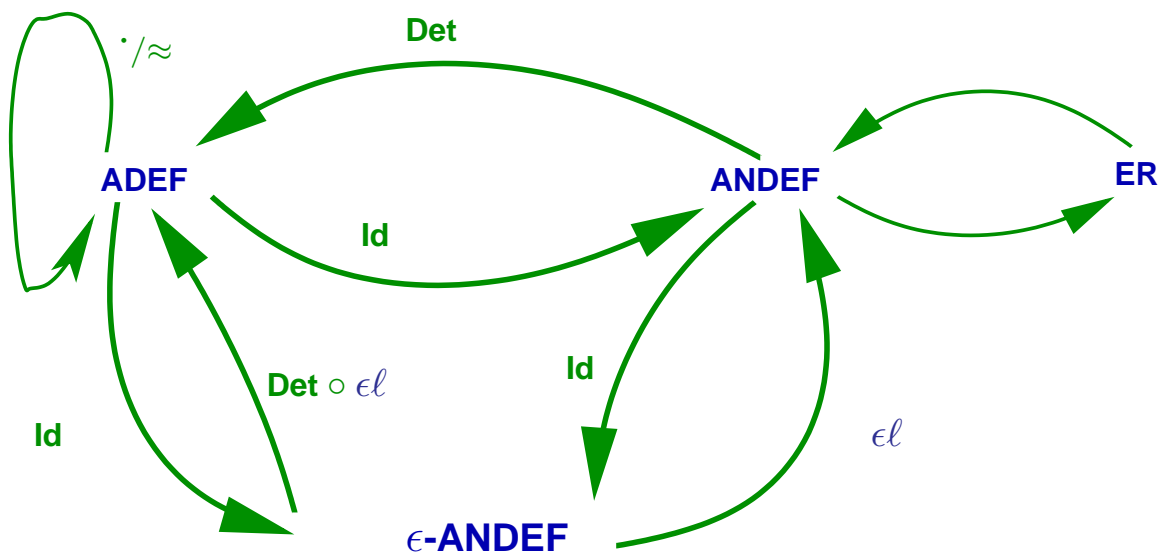 Det
·/≈
ADEF
ANDEF
ER
Id
Id
Det ∘ ϵℓ
Id
ϵℓ
ϵ-ANDEF